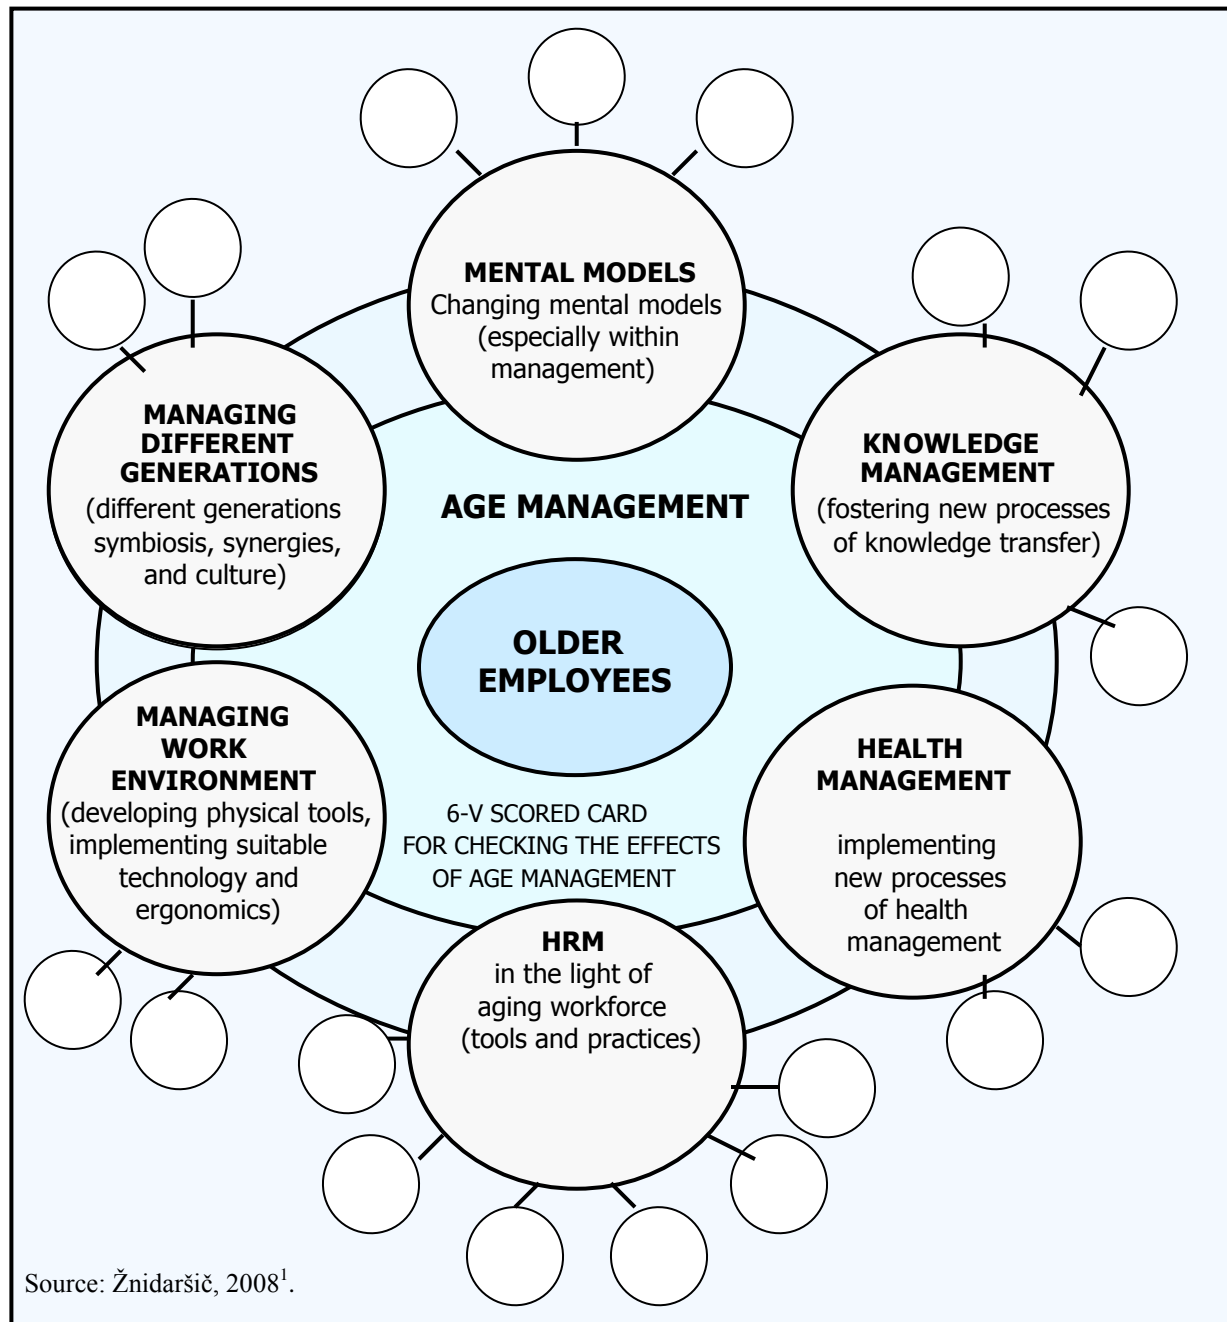 MENTAL MODELS
Changing mental models
(especially within
management)
MANAGING
DIFFERENT
GENERATIONS
(different generations
symbiosis, synergies,
and culture)
KNOWLEDGE
MANAGEMENT
(fostering new processes
of knowledge transfer)
AGE MANAGEMENT
OLDER
EMPLOYEES
MANAGING
WORK
ENVIRONMENT
(developing physical tools,
implementing suitable
technology and
ergonomics)
HEALTH
MANAGEMENT
implementing
new processes
of health
management
6-V SCORED CARD
FOR CHECKING THE EFFECTS
OF AGE MANAGEMENT
HRM
in the light of
aging workforce
(tools and practices)
Source: Žnidaršič, 2008¹.